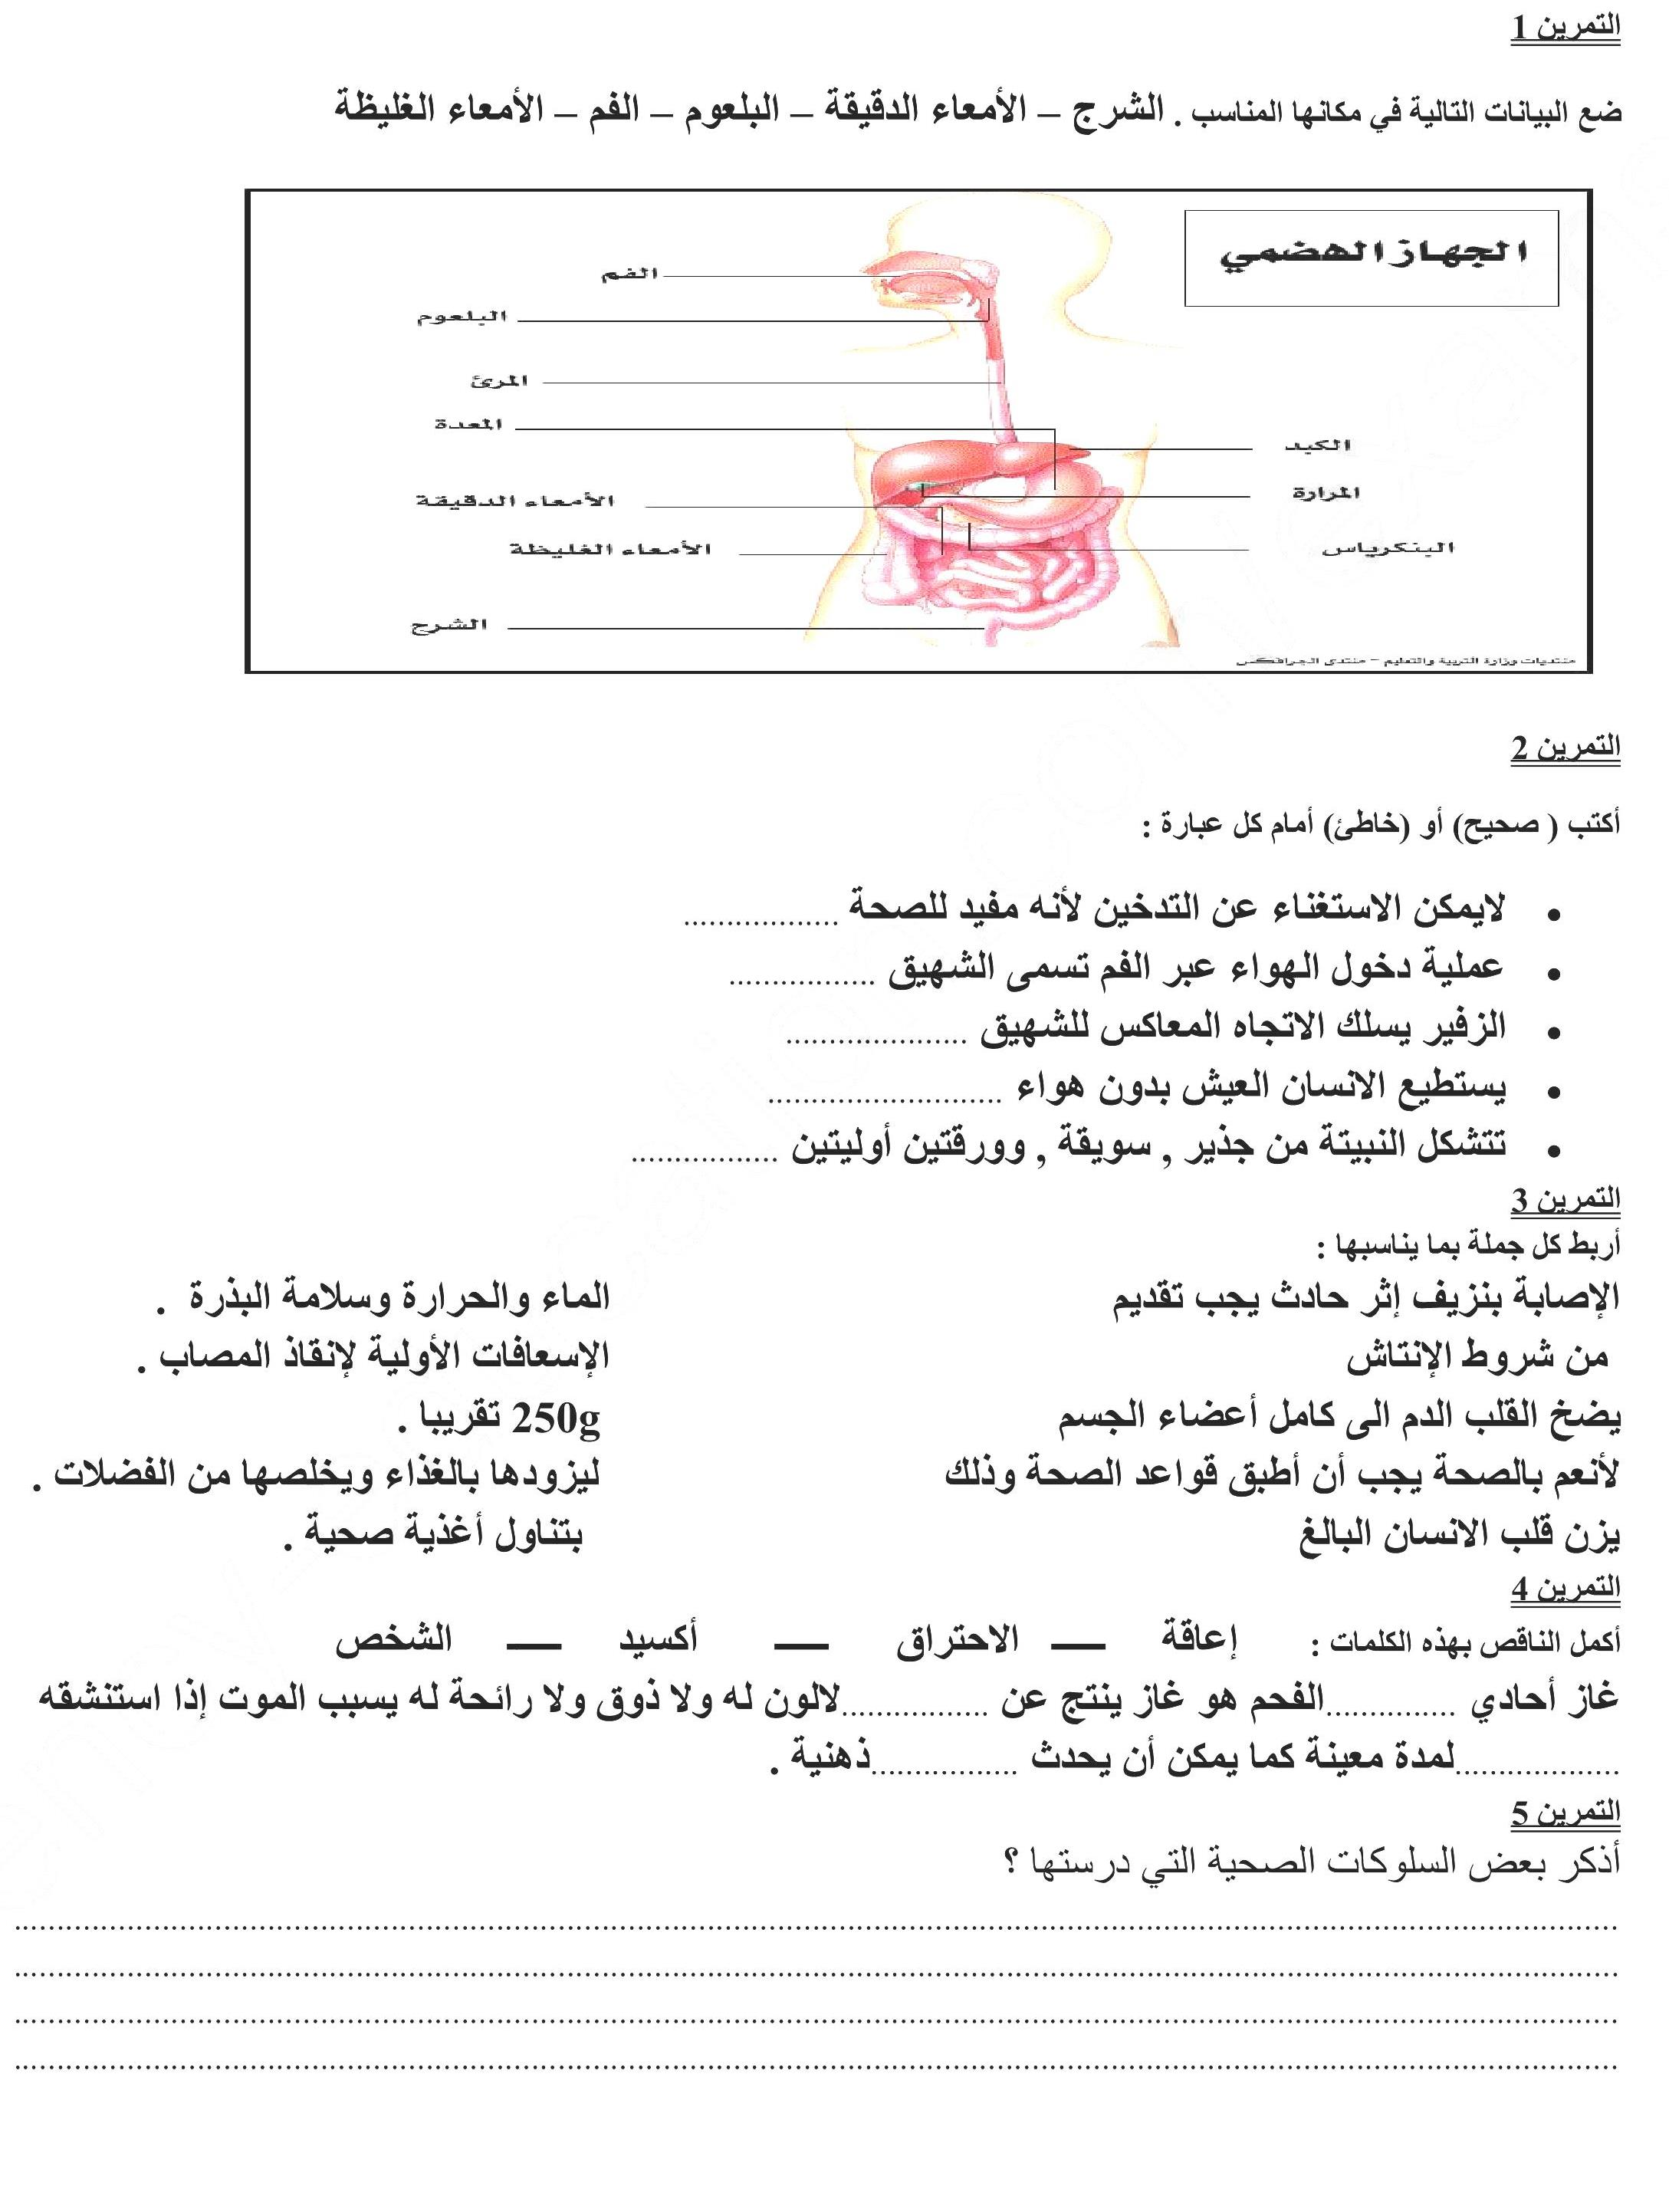 التمرين 1
ضع البيانات التالية في مكانها المناسب . الشرج – الأمعاء الدقيقة – البلعوم – الفم – الأمعاء الغليظة
الجهاز الهضمي
الفم
البلعوم
المرئ
المعدة
الكبد
المرارة
الأمعاء الدقيقة
الأمعاء الغليظة
البنكرياس
الشرج
منتديات وزارة التربية والتعليم - منتدى الجرافكس
التمرين 2
أكتب ( صحيح) أو (خاطئ) أمام كل عبارة :
• لايمكن الاستغناء عن التدخين لأنه مفيد للصحة ..................
• عملية دخول الهواء عبر الفم تسمى الشهيق .................
• الزفير يسلك الاتجاه المعاكس للشهيق .....................
• يستطيع الانسان العيش بدون هواء ...........................
• تتشكل النبيتة من جذير , سويقة , وورقتين أوليتين .................
التمرين 3
أربط كل جملة بما يناسبها :
الإصابة بنزيف إثر حادث يجب تقديم الماء والحرارة وسلامة البذرة .
من شروط الإنتاش الإسعافات الأولية لإنقاذ المصاب .
يضخ القلب الدم الى كامل أعضاء الجسم 250g تقريبا .
لأنعم بالصحة يجب أن أطبق قواعد الصحة وذلك ليزودها بالغذاء ويخلصها من الفضلات .
يزن قلب الانسان البالغ بتناول أغذية صحية .
التمرين 4
أكمل الناقص بهذه الكلمات : إعاقة — الاحتراق — أكسيد — الشخص
غاز أحادي ...............الفحم هو غاز ينتج عن .................لالون له ولا ذوق ولا رائحة له يسبب الموت إذا استنشقه
...................لمدة معينة كما يمكن أن يحدث .................ذهنية .
التمرين 5
أذكر بعض السلوكات الصحية التي درستها ؟